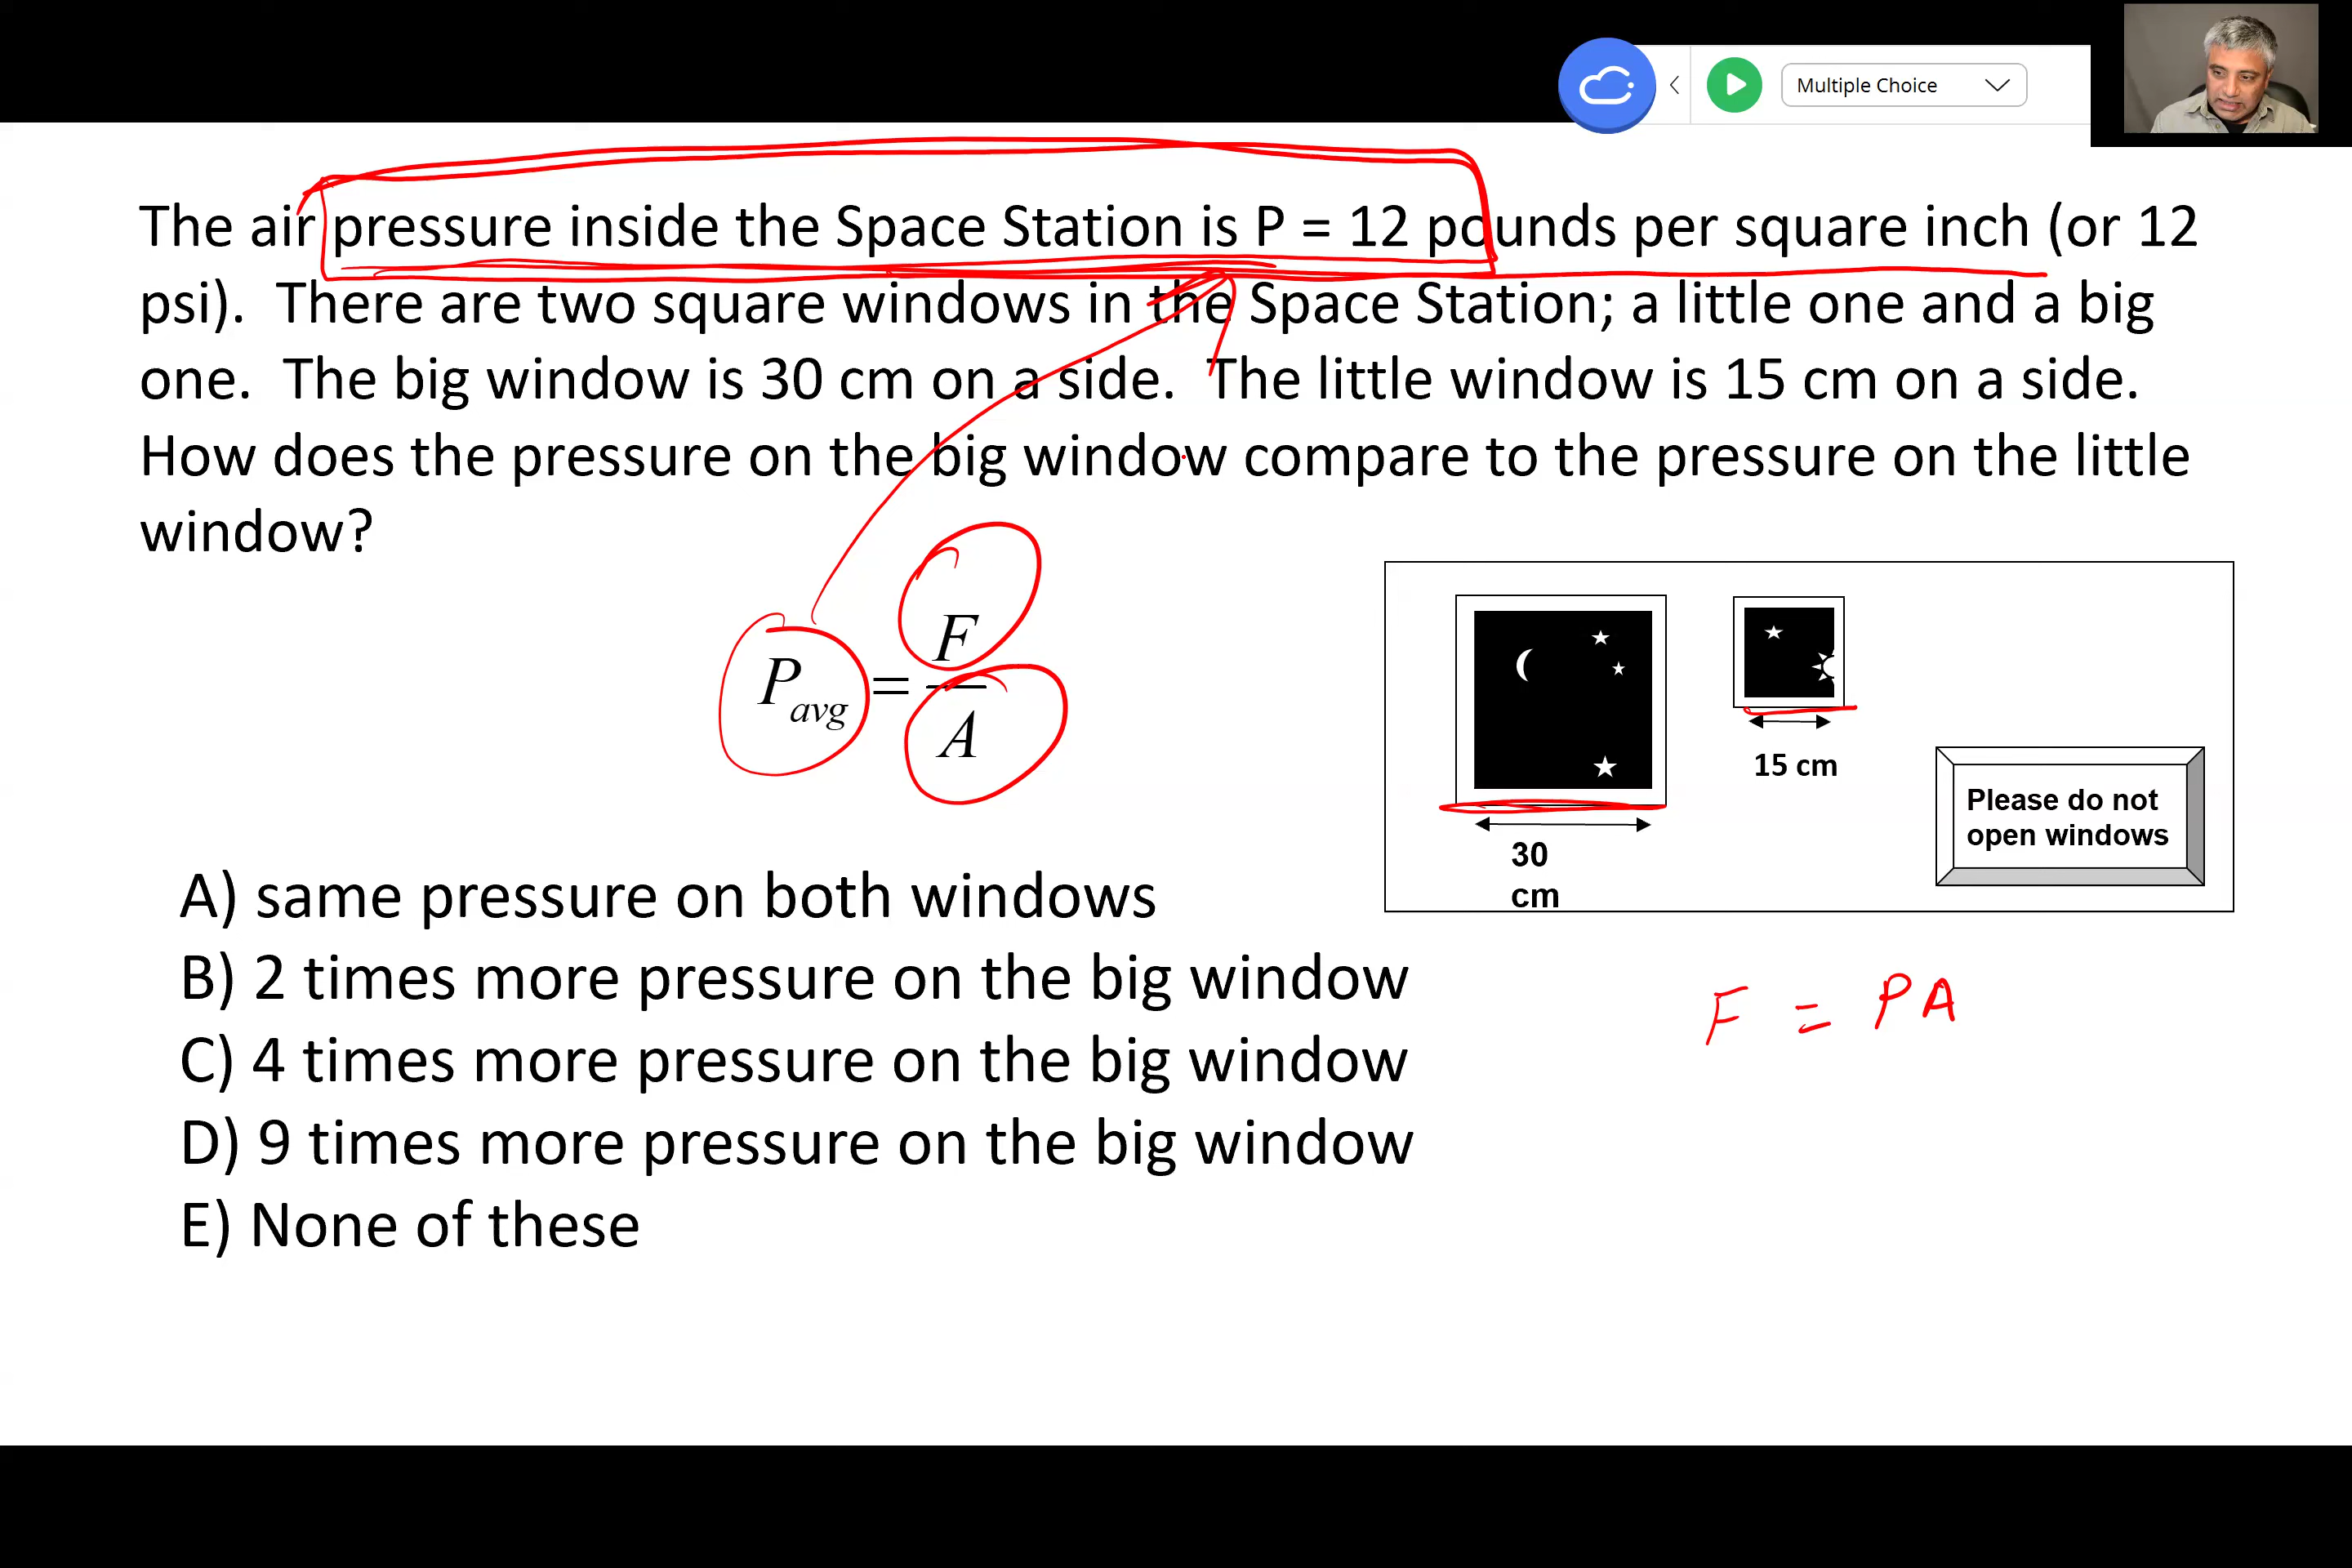 Multiple Choice
The air pressure inside the Space Station is P = 12 pounds per square inch (or 12
psi). There are two square windows in the Space Station; a little one and a big
one. The big window is 30 cm on a side. The little window is 15 cm on a side.
How does the pressure on the big window compare to the pressure on the little
window?
P_avg = F/A
15 cm
30
cm
Please do not
open windows
A) same pressure on both windows
B) 2 times more pressure on the big window
C) 4 times more pressure on the big window
D) 9 times more pressure on the big window
E) None of these
F = PA